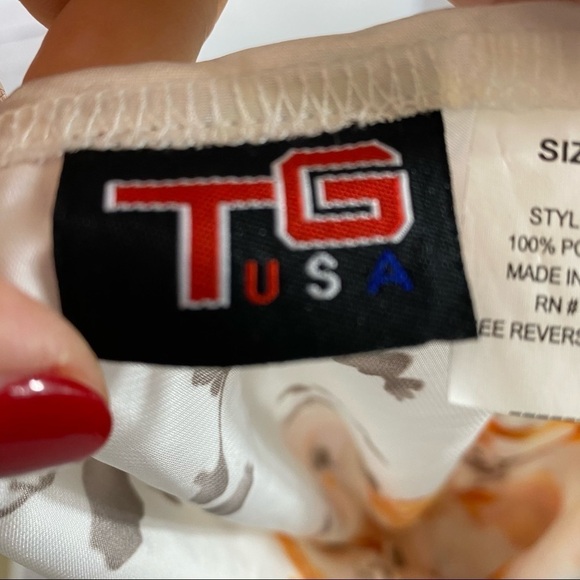 TG
USA
SIZ
STYL
100% PO
MADE IN
RN #
EE REVERS